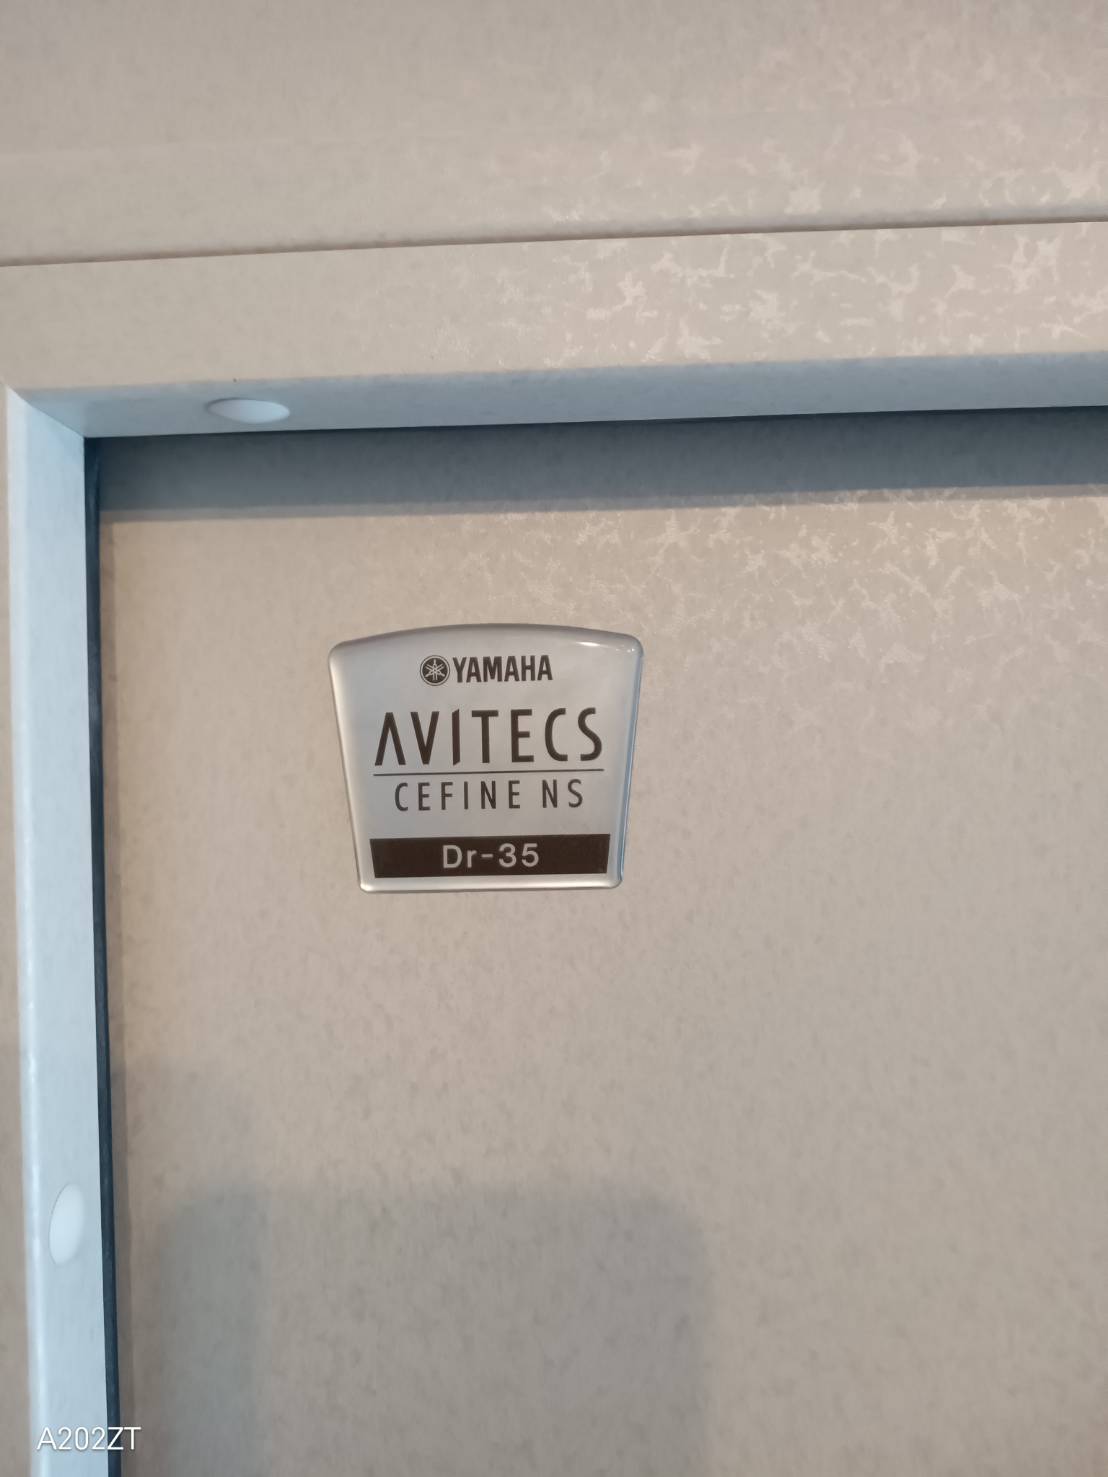 YAMAHA
AVITECS
CEFINE NS
Dr-35
A202ZT